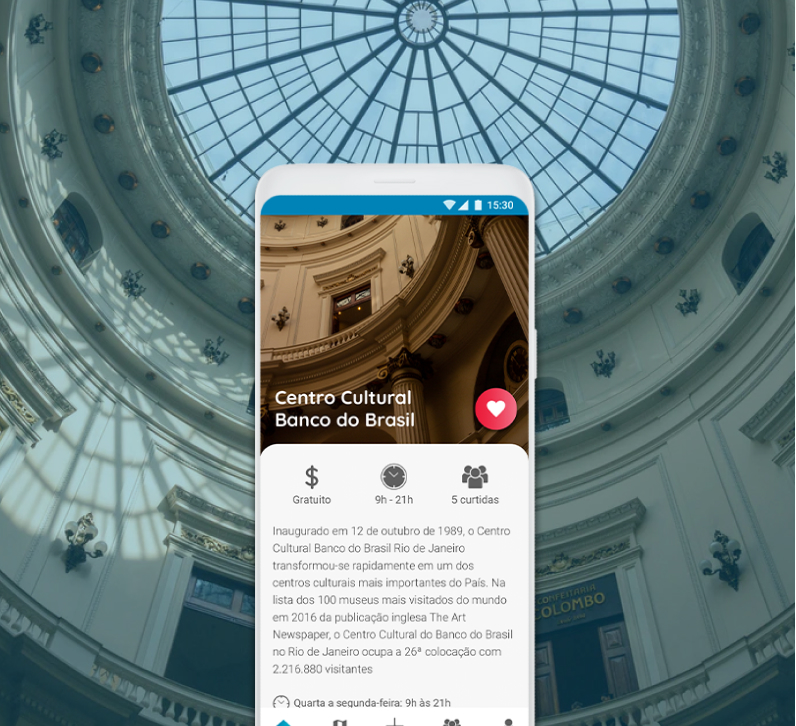 15:30
Centro Cultural
Banco do Brasil
Gratuito
9h - 21h
5 curtidas
Inaugurado em 12 de outubro de 1989, o Centro
Cultural Banco do Brasil Rio de Janeiro
transformou-se rapidamente em um dos
centros culturais mais importantes do País. Na
lista dos 100 museus mais visitados do mundo
em 2016 da publicação inglesa The Art
Newspaper, o Centro Cultural do Banco do Brasil
no Rio de Janeiro ocupa a 26ª colocação com
2.216.880 visitantes
Quarta a segunda-feira: 9h às 21h
CONFEITARIA
COLOMBO